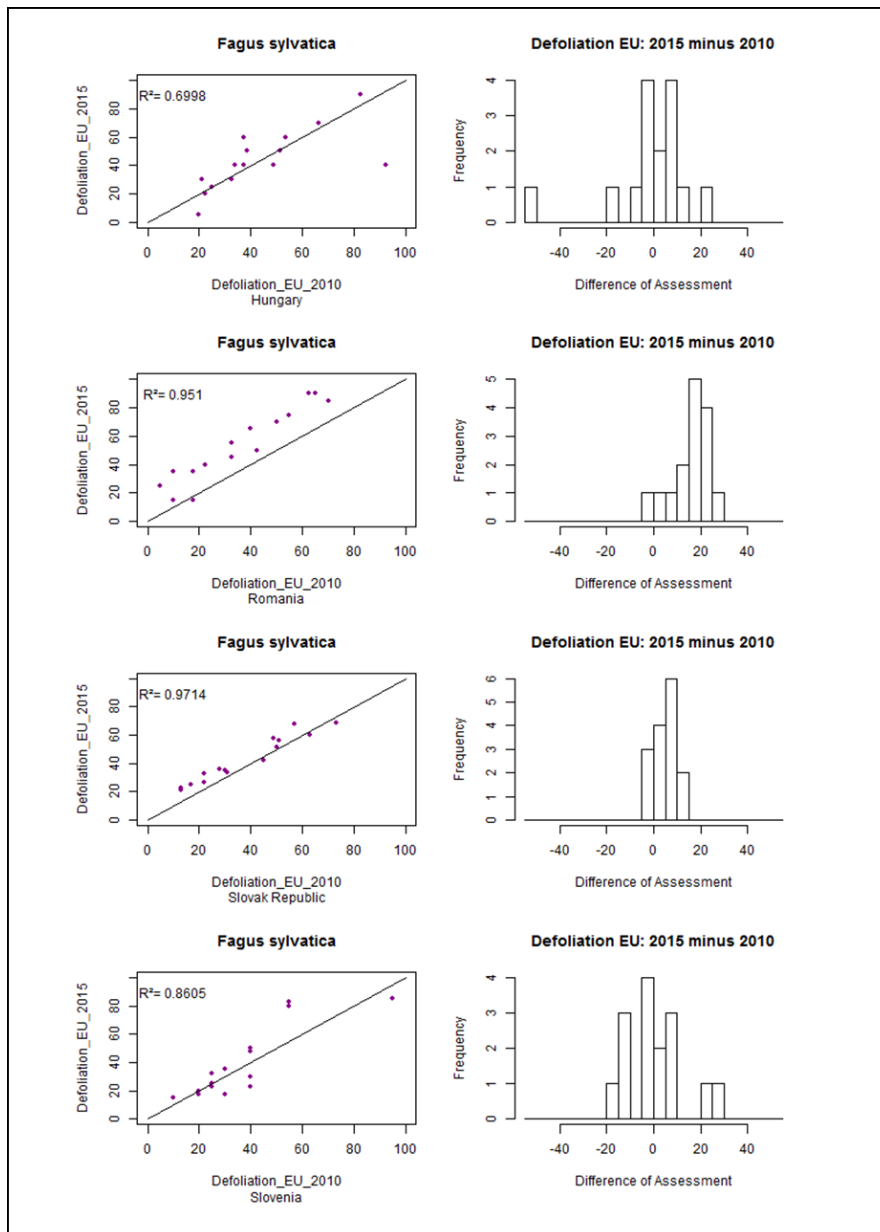 Fagus sylvatica
Defoliation EU: 2015 minus 2010
R²= 0.6998
Defoliation_EU_2015
0 20 40 60 80
0 20 40 60 80 100
Defoliation_EU_2010
Hungary
Frequency
0 1 2 3 4
-40 -20 0 20 40
Difference of Assessment
Fagus sylvatica
Defoliation EU: 2015 minus 2010
R²= 0.951
Defoliation_EU_2015
0 20 40 60 80
0 20 40 60 80 100
Defoliation_EU_2010
Romania
Frequency
0 1 2 3 4 5
-40 -20 0 20 40
Difference of Assessment
Fagus sylvatica
Defoliation EU: 2015 minus 2010
R²= 0.9714
Defoliation_EU_2015
0 20 40 60 80
0 20 40 60 80 100
Defoliation_EU_2010
Slovak Republic
Frequency
0 1 2 3 4 5 6
-40 -20 0 20 40
Difference of Assessment
Fagus sylvatica
Defoliation EU: 2015 minus 2010
R²= 0.8605
Defoliation_EU_2015
0 20 40 60 80
0 20 40 60 80 100
Defoliation_EU_2010
Slovenia
Frequency
0 1 2 3 4
-40 -20 0 20 40
Difference of Assessment